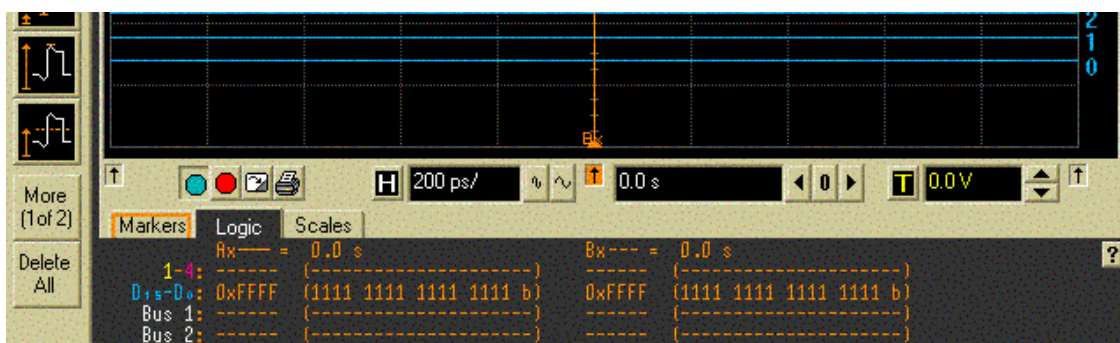 2
1
0
Bx
More
(1of 2)
H 200 ps/ 0.0 s 0 T 0.0 V
Markers Logic Scales
Delete
All
Ax--- = 0.0 s Bx--- = 0.0 s
1-4: ------ (----------------------) ------ (----------------------)
D15-D0: 0xFFFF (1111 1111 1111 1111 b) 0xFFFF (1111 1111 1111 1111 b)
Bus 1: ------ (----------------------) ------ (----------------------)
Bus 2: ------ (----------------------) ------ (----------------------)
?